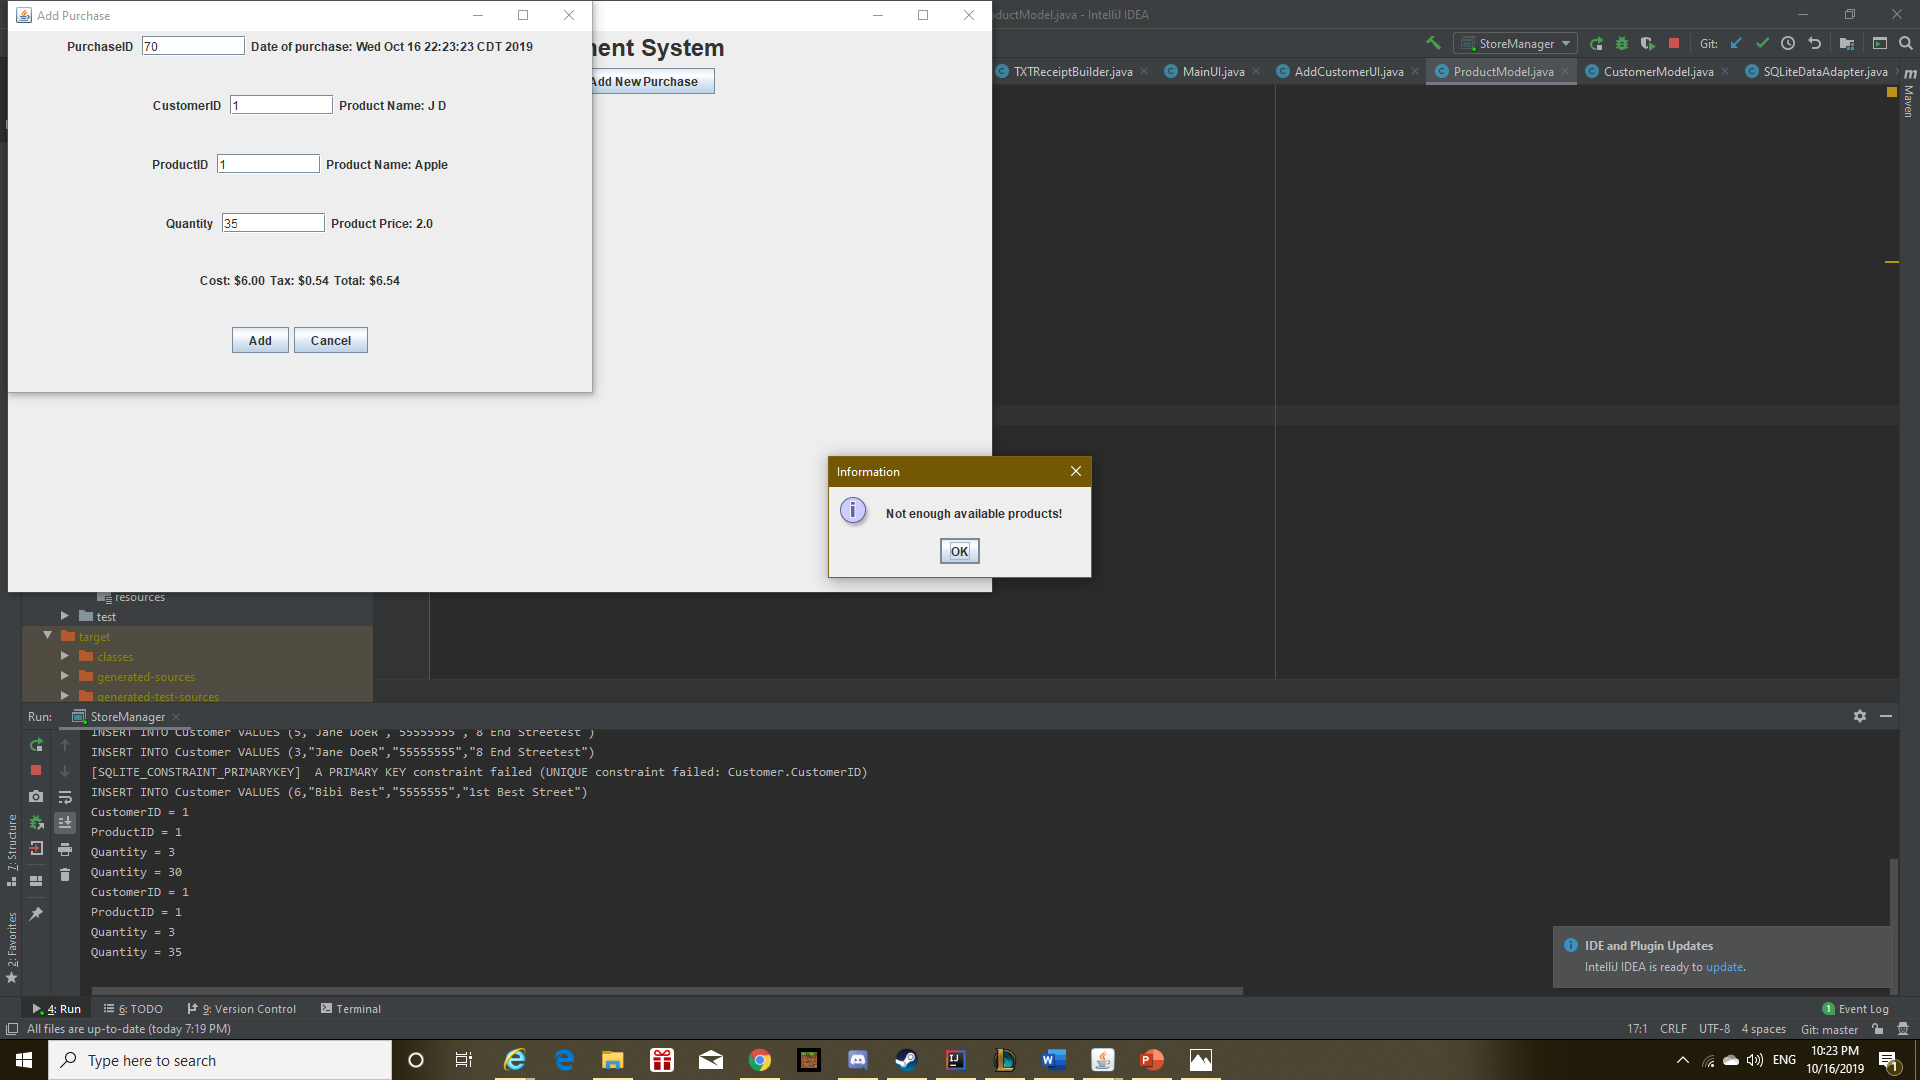 Add Purchase
PurchaseID 70 Date of purchase: Wed Oct 16 22:23:23 CDT 2019
CustomerID 1 Product Name: J D
ProductID 1 Product Name: Apple
Quantity 35 Product Price: 2.0
Cost: $6.00 Tax: $0.54 Total: $6.54
Add Cancel
ent System
Add New Purchase
ductModel.java - IntelliJ IDEA
StoreManager Git:
TXTReceiptBuilder.java MainUI.java AddCustomerUI.java ProductModel.java CustomerModel.java SQLiteDataAdapter.java
m Maven
Information
Not enough available products!
OK
resources
test
target
classes
generated-sources
generated-test-sources
Run: StoreManager
INSERT INTO Customer VALUES (5,"Jane DoeR","55555555","8 End Streetest")
INSERT INTO Customer VALUES (3,"Jane DoeR","55555555","8 End Streetest")
[SQLITE_CONSTRAINT_PRIMARYKEY]  A PRIMARY KEY constraint failed (UNIQUE constraint failed: Customer.CustomerID)
INSERT INTO Customer VALUES (6,"Bibi Best","5555555","1st Best Street")
CustomerID = 1
ProductID = 1
Quantity = 3
Quantity = 30
CustomerID = 1
ProductID = 1
Quantity = 3
Quantity = 35
7: Structure
2: Favorites
IDE and Plugin Updates
IntelliJ IDEA is ready to update.
4: Run 6: TODO 9: Version Control Terminal
1 Event Log
All files are up-to-date (today 7:19 PM)
17:1 CRLF UTF-8 4 spaces Git: master
Type here to search
ENG
10:23 PM
10/16/2019
1